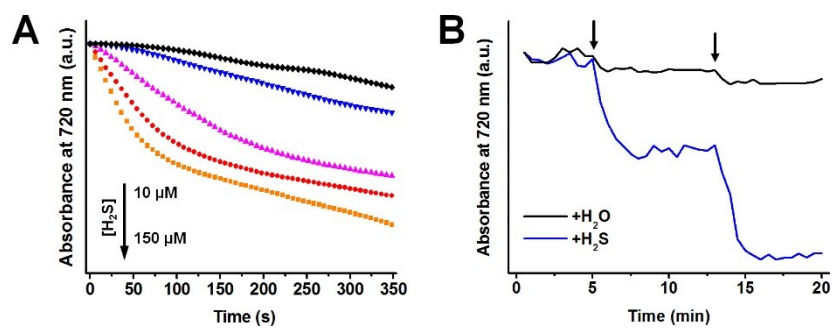 A
Absorbance at 720 nm (a.u.)
[H₂S]
10 µM
150 µM
0 50 100 150 200 250 300 350
Time (s)
B
Absorbance at 720 nm (a.u.)
+H₂O
+H₂S
0 5 10 15 20
Time (min)